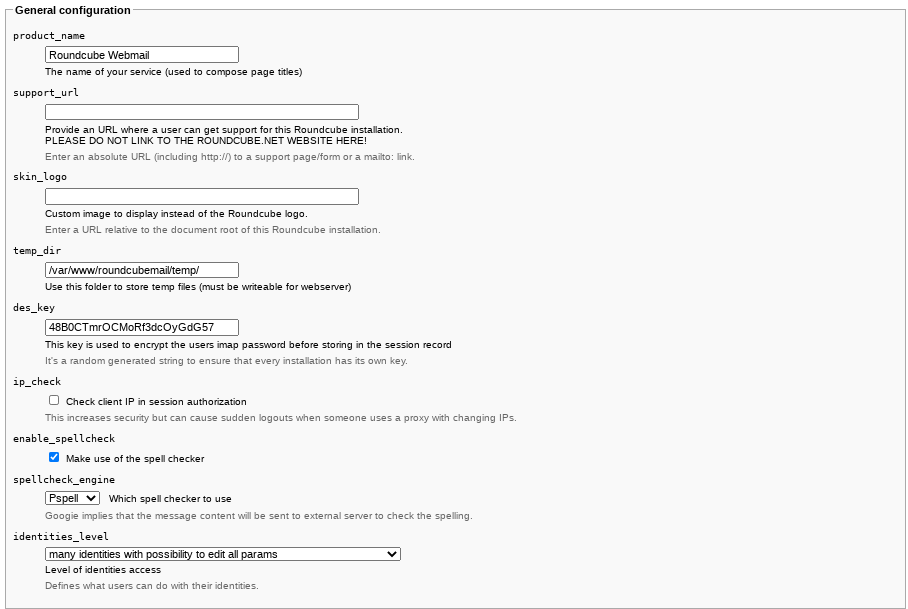 General configuration
product_name
Roundcube Webmail
The name of your service (used to compose page titles)
support_url
Provide an URL where a user can get support for this Roundcube installation.
PLEASE DO NOT LINK TO THE ROUNDCUBE.NET WEBSITE HERE!
Enter an absolute URL (including http://) to a support page/form or a mailto: link.
skin_logo
Custom image to display instead of the Roundcube logo.
Enter a URL relative to the document root of this Roundcube installation.
temp_dir
/var/www/roundcubemail/temp/
Use this folder to store temp files (must be writeable for webserver)
des_key
48B0CTmrOCMoRf3dcOyGdG57
This key is used to encrypt the users imap password before storing in the session record
It's a random generated string to ensure that every installation has its own key.
ip_check
Check client IP in session authorization
This increases security but can cause sudden logouts when someone uses a proxy with changing IPs.
enable_spellcheck
Make use of the spell checker
spellcheck_engine
Pspell Which spell checker to use
Googie implies that the message content will be sent to external server to check the spelling.
identities_level
many identities with possibility to edit all params
Level of identities access
Defines what users can do with their identities.